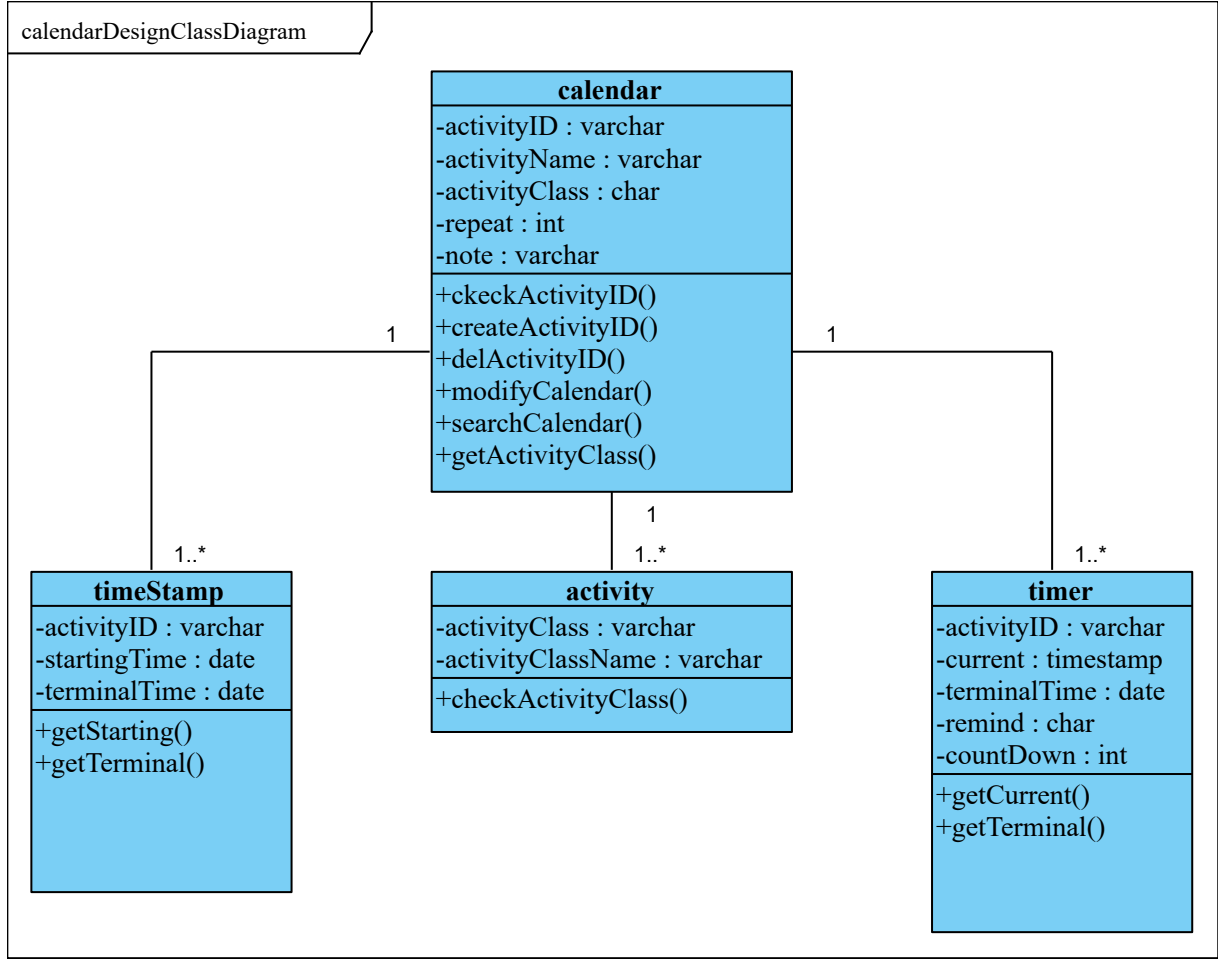 calendarDesignClassDiagram
calendar
-activityID : varchar
-activityName : varchar
-activityClass : char
-repeat : int
-note : varchar
+ckeckActivityID()
+createActivityID()
+delActivityID()
+modifyCalendar()
+searchCalendar()
+getActivityClass()
1
1
1
1..*
1..*
1..*
timeStamp
-activityID : varchar
-startingTime : date
-terminalTime : date
+getStarting()
+getTerminal()
activity
-activityClass : varchar
-activityClassName : varchar
+checkActivityClass()
timer
-activityID : varchar
-current : timestamp
-terminalTime : date
-remind : char
-countDown : int
+getCurrent()
+getTerminal()